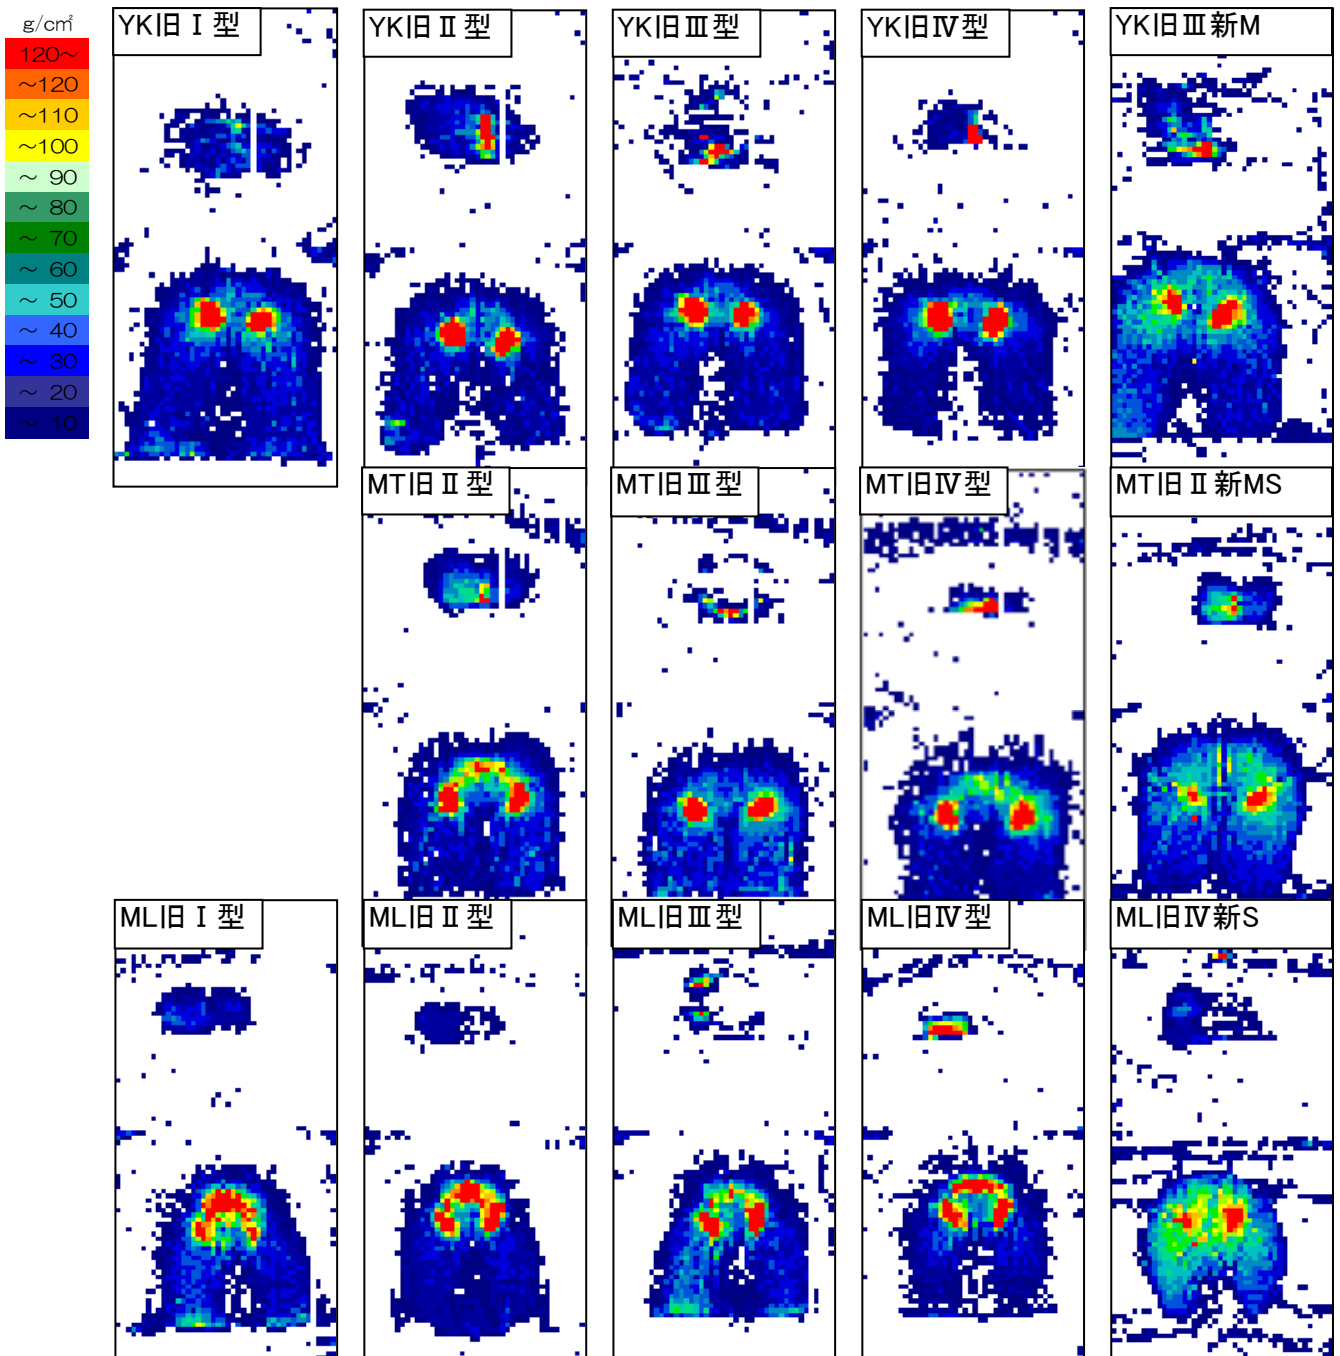 g/c㎡
120～
～120
～110
～100
～ 90
～ 80
～ 70
～ 60
～ 50
～ 40
～ 30
～ 20
～ 10
YK旧Ⅰ型
YK旧Ⅱ型
YK旧Ⅲ型
YK旧Ⅳ型
YK旧Ⅲ新M
MT旧Ⅱ型
MT旧Ⅲ型
MT旧Ⅳ型
MT旧Ⅱ新MS
ML旧Ⅰ型
ML旧Ⅱ型
ML旧Ⅲ型
ML旧Ⅳ型
ML旧Ⅳ新S